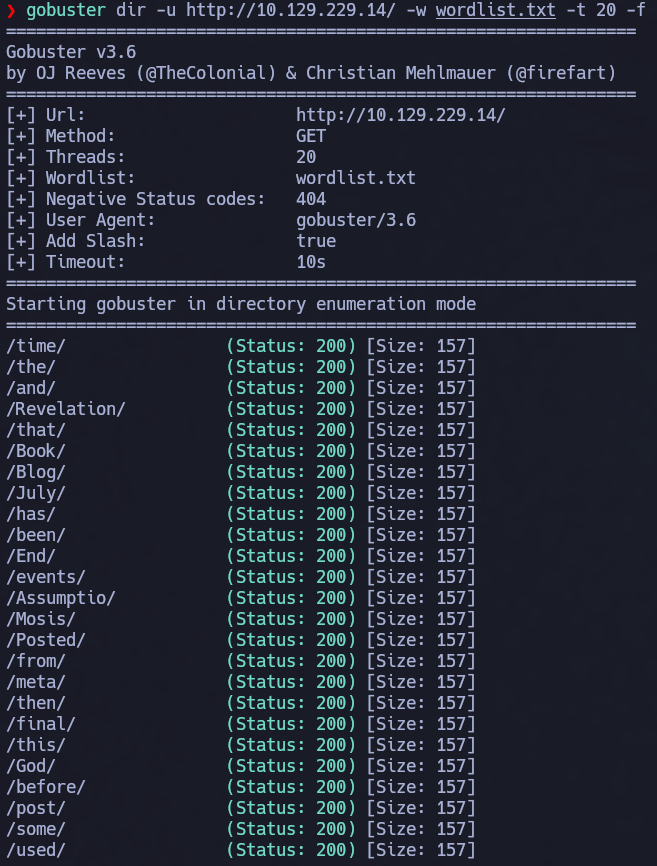 ❯ gobuster dir -u http://10.129.229.14/ -w wordlist.txt -t 20 -f
===============================================================
Gobuster v3.6
by OJ Reeves (@TheColonial) & Christian Mehlmauer (@firefart)
===============================================================
[+] Url:                     http://10.129.229.14/
[+] Method:                  GET
[+] Threads:                 20
[+] Wordlist:                wordlist.txt
[+] Negative Status codes:   404
[+] User Agent:              gobuster/3.6
[+] Add Slash:               true
[+] Timeout:                 10s
===============================================================
Starting gobuster in directory enumeration mode
===============================================================
/time/                (Status: 200) [Size: 157]
/the/                 (Status: 200) [Size: 157]
/and/                 (Status: 200) [Size: 157]
/Revelation/          (Status: 200) [Size: 157]
/that/                (Status: 200) [Size: 157]
/Book/                (Status: 200) [Size: 157]
/Blog/                (Status: 200) [Size: 157]
/July/                (Status: 200) [Size: 157]
/has/                 (Status: 200) [Size: 157]
/been/                (Status: 200) [Size: 157]
/End/                 (Status: 200) [Size: 157]
/events/              (Status: 200) [Size: 157]
/Assumptio/           (Status: 200) [Size: 157]
/Mosis/               (Status: 200) [Size: 157]
/Posted/              (Status: 200) [Size: 157]
/from/                (Status: 200) [Size: 157]
/meta/                (Status: 200) [Size: 157]
/then/                (Status: 200) [Size: 157]
/final/               (Status: 200) [Size: 157]
/this/                (Status: 200) [Size: 157]
/God/                 (Status: 200) [Size: 157]
/before/              (Status: 200) [Size: 157]
/post/                (Status: 200) [Size: 157]
/some/                (Status: 200) [Size: 157]
/used/                (Status: 200) [Size: 157]